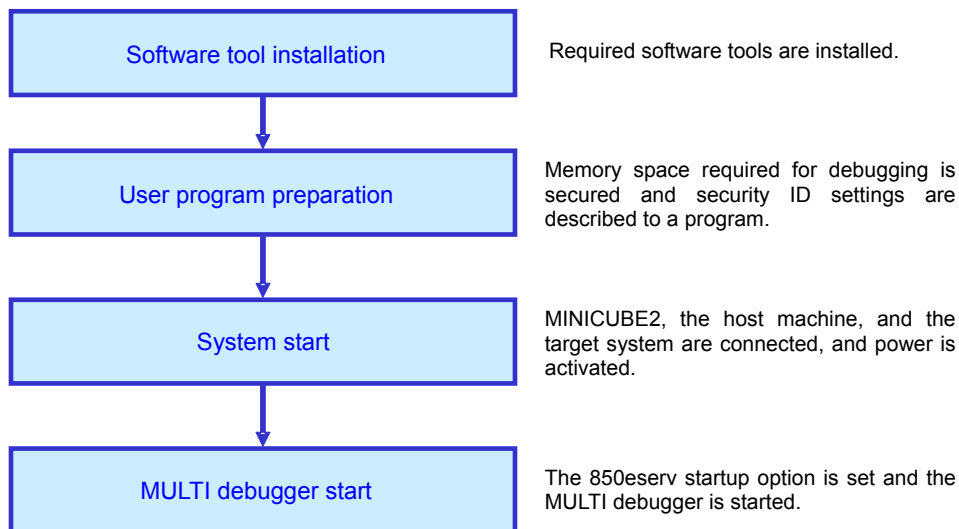 Software tool installation
Required software tools are installed.
User program preparation
Memory space required for debugging is
secured and security ID settings are
described to a program.
System start
MINICUBE2, the host machine, and the
target system are connected, and power is
activated.
MULTI debugger start
The 850eserv startup option is set and the
MULTI debugger is started.